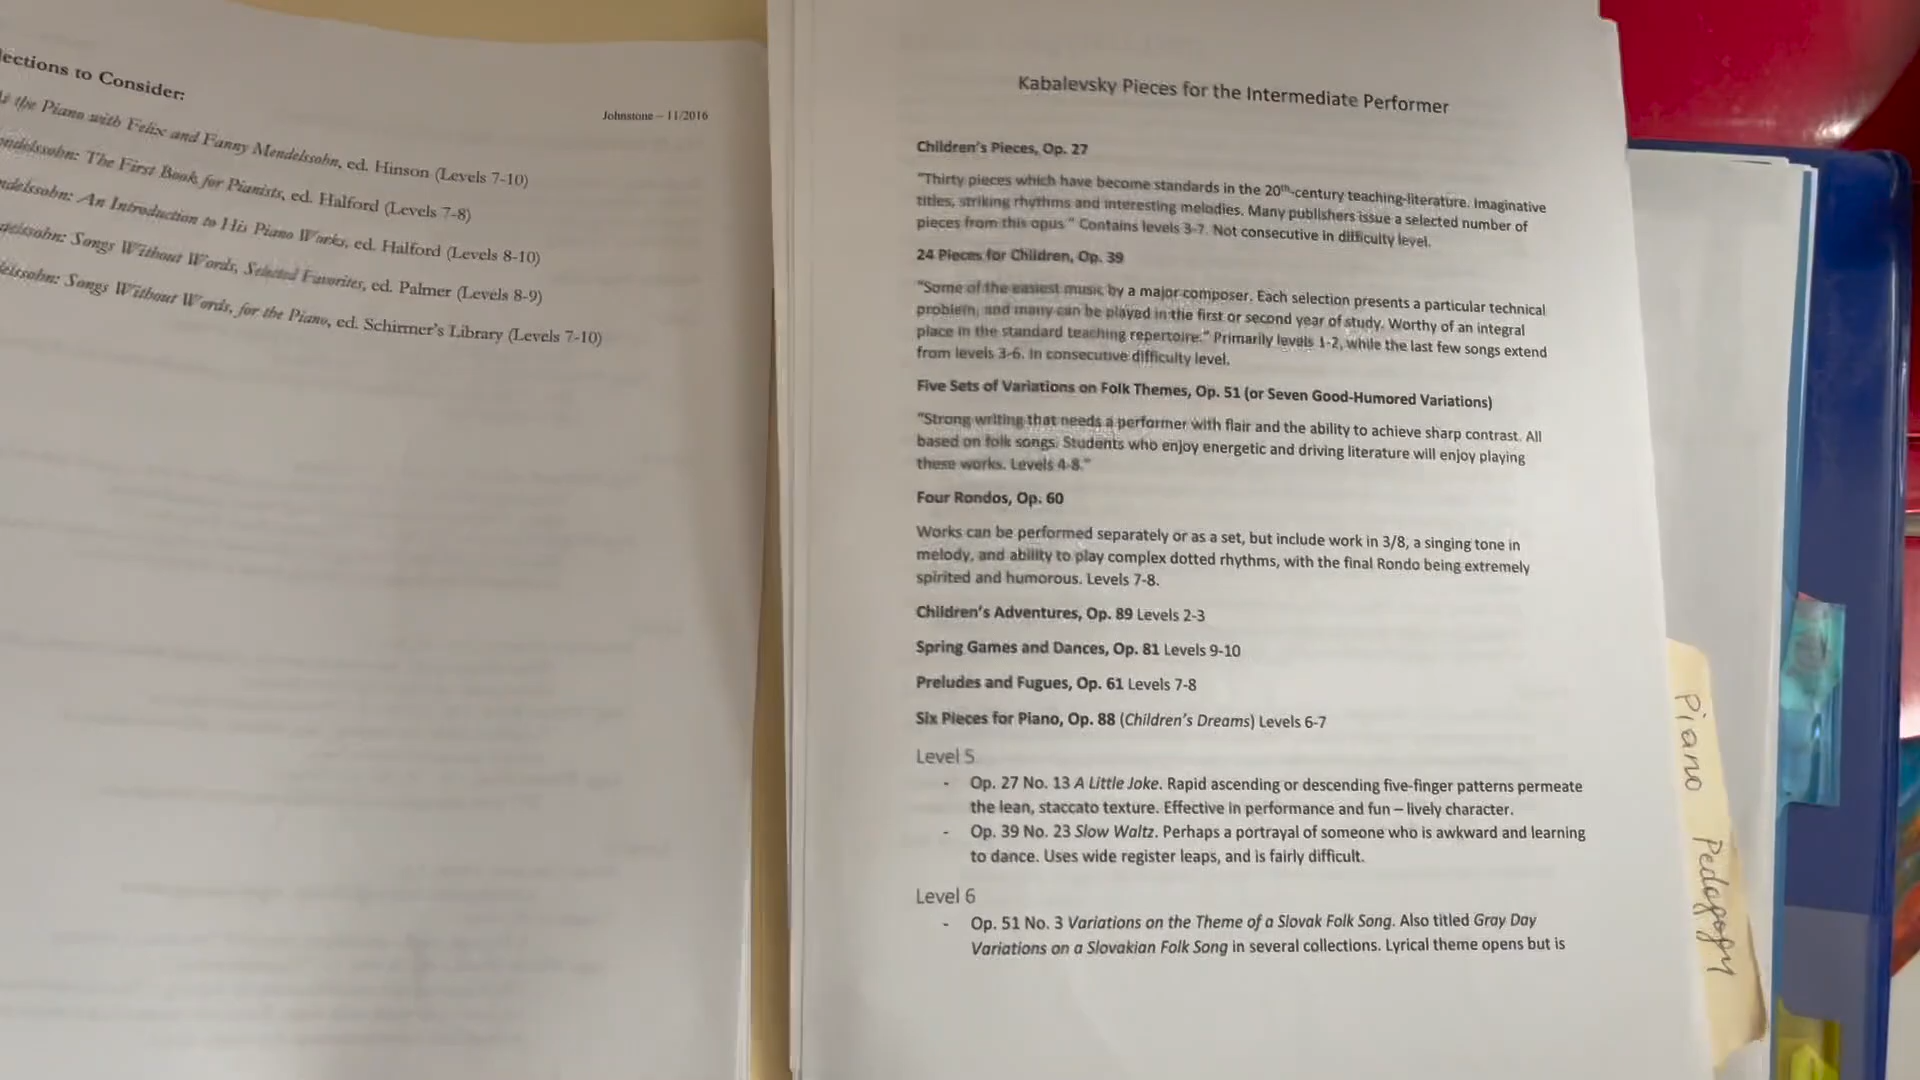 ections to Consider:
Johnstone – 11/2016
At the Piano with Felix and Fanny Mendelssohn, ed. Hinson (Levels 7-10)
ndelssohn: The First Book for Pianists, ed. Halford (Levels 7-8)
ndelssohn: An Introduction to His Piano Works, ed. Halford (Levels 8-10)
delssohn: Songs Without Words, Selected Favorites, ed. Palmer (Levels 8-9)
delssohn: Songs Without Words, for the Piano, ed. Schirmer's Library (Levels 7-10)
Kabalevsky Pieces for the Intermediate Performer
Children's Pieces, Op. 27
"Thirty pieces which have become standards in the 20th-century teaching-literature. Imaginative
titles, striking rhythms and interesting melodies. Many publishers issue a selected number of
pieces from this opus" Contains levels 3-7. Not consecutive in difficulty level.
24 Pieces for Children, Op. 39
"Some of the easiest music by a major composer. Each selection presents a particular technical
problem, and many can be played in the first or second year of study. Worthy of an integral
place in the standard teaching repertoire." Primarily levels 1-2, while the last few songs extend
from levels 3-6. In consecutive difficulty level.
Five Sets of Variations on Folk Themes, Op. 51 (or Seven Good-Humored Variations)
"Strong writing that needs a performer with flair and the ability to achieve sharp contrast. All
based on folk songs. Students who enjoy energetic and driving literature will enjoy playing
these works. Levels 4-8."
Four Rondos, Op. 60
Works can be performed separately or as a set, but include work in 3/8, a singing tone in
melody, and ability to play complex dotted rhythms, with the final Rondo being extremely
spirited and humorous. Levels 7-8.
Children's Adventures, Op. 89 Levels 2-3
Spring Games and Dances, Op. 81 Levels 9-10
Preludes and Fugues, Op. 61 Levels 7-8
Six Pieces for Piano, Op. 88 (Children's Dreams) Levels 6-7
Level 5
- Op. 27 No. 13 A Little Joke. Rapid ascending or descending five-finger patterns permeate
the lean, staccato texture. Effective in performance and fun – lively character.
- Op. 39 No. 23 Slow Waltz. Perhaps a portrayal of someone who is awkward and learning
to dance. Uses wide register leaps, and is fairly difficult.
Level 6
- Op. 51 No. 3 Variations on the Theme of a Slovak Folk Song. Also titled Gray Day
Variations on a Slovakian Folk Song in several collections. Lyrical theme opens but is
Piano Pedagogy